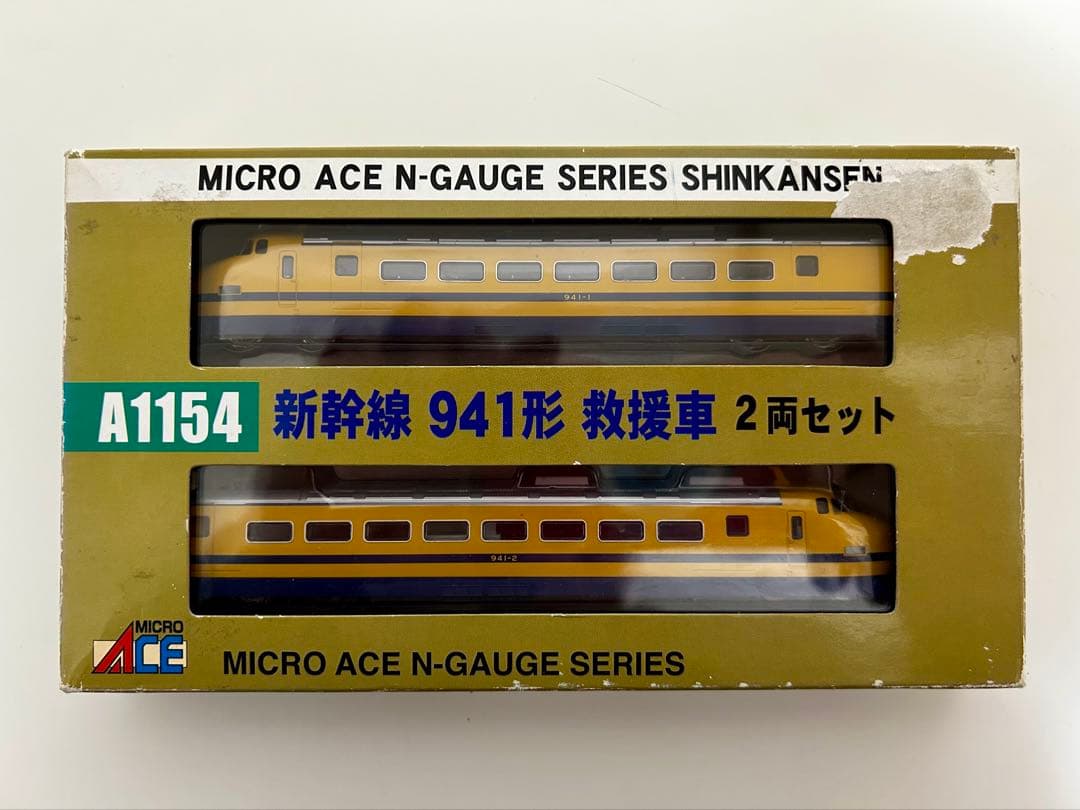 MICRO ACE N-GAUGE SERIES SHINKANSEN
941-1
A1154 新幹線 941形 救援車 2両セット
941-2
MICRO
ACE
MICRO ACE N-GAUGE SERIES